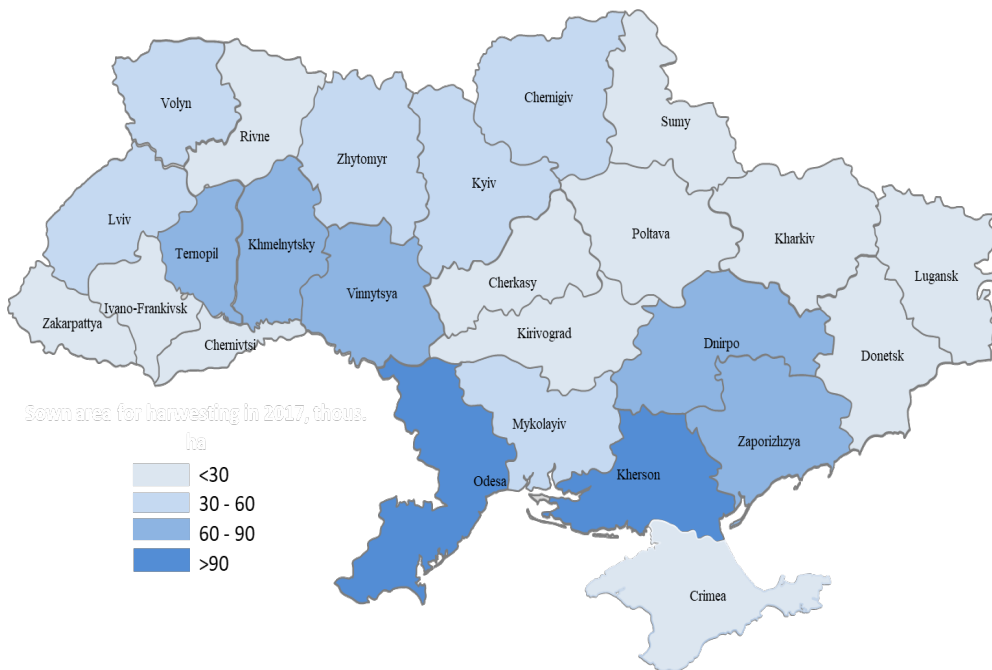 Chernigiv
Volyn
Sumy
Rivne
Zhytomyr
Kyiv
Lviv
Poltava
Kharkiv
Khmelnytsky
Ternopil
Lugansk
Cherkasy
Vinnytsya
Ivano-Frankivsk
Zakarpattya
Kirivograd
Chernivtsi
Dnirpo
Donetsk
Sown area for harwesting in 2017, thous.
ha
Mykolayiv
Zaporizhzya
<30
Kherson
Odesa
30 - 60
60 - 90
>90
Crimea